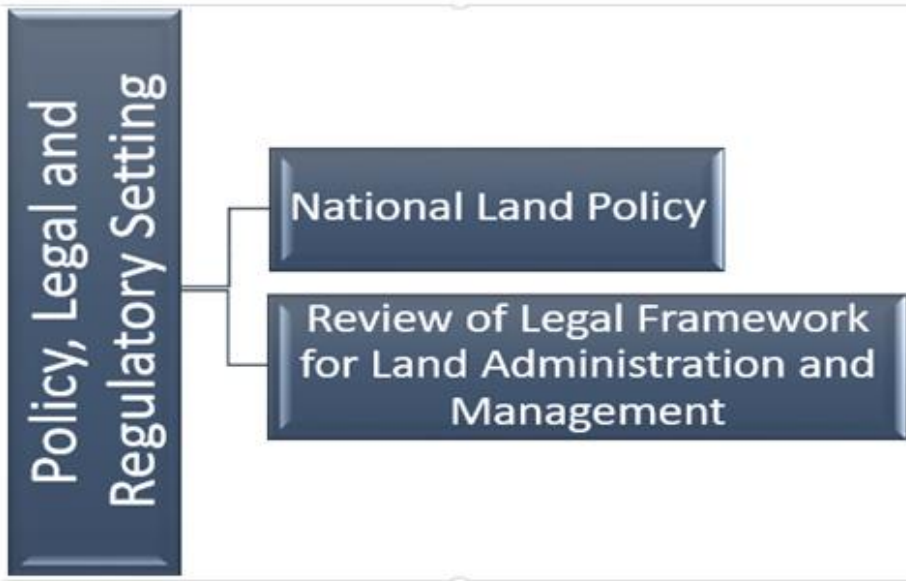 Policy, Legal and
Regulatory Setting
National Land Policy
Review of Legal Framework
for Land Administration and
Management